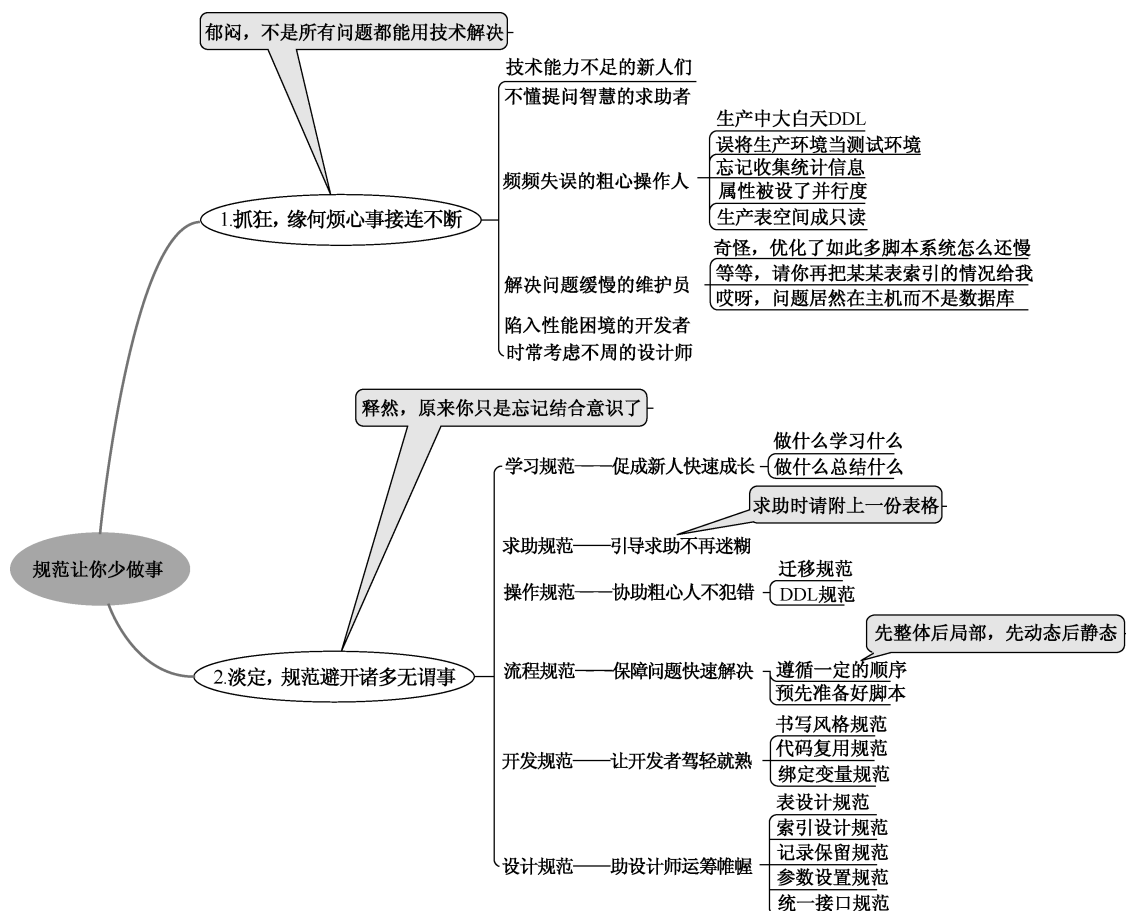 郁闷，不是所有问题都能用技术解决
技术能力不足的新人们
不懂提问智慧的求助者
生产中大白天DDL
误将生产环境当测试环境
忘记收集统计信息
频频失误的粗心操作人
属性被设了并行度
生产表空间成只读
1.抓狂，缘何烦心事接连不断
奇怪，优化了如此多脚本系统怎么还慢
等等，请你再把某某表索引的情况给我
解决问题缓慢的维护员
哎呀，问题居然在主机而不是数据库
陷入性能困境的开发者
时常考虑不周的设计师
释然，原来你只是忘记结合意识了
做什么学习什么
学习规范
促成新人快速成长
做什么总结什么
求助时请附上一份表格
求助规范
引导求助不再迷糊
规范让你少做事
迁移规范
操作规范
协助粗心人不犯错
DDL规范
先整体后局部，先动态后静态
2.淡定，规范避开诸多无谓事
流程规范
保障问题快速解决
遵循一定的顺序
预先准备好脚本
书写风格规范
代码复用规范
开发规范
让开发者驾轻就熟
绑定变量规范
表设计规范
索引设计规范
记录保留规范
设计规范
助设计师运筹帷幄
参数设置规范
统一接口规范